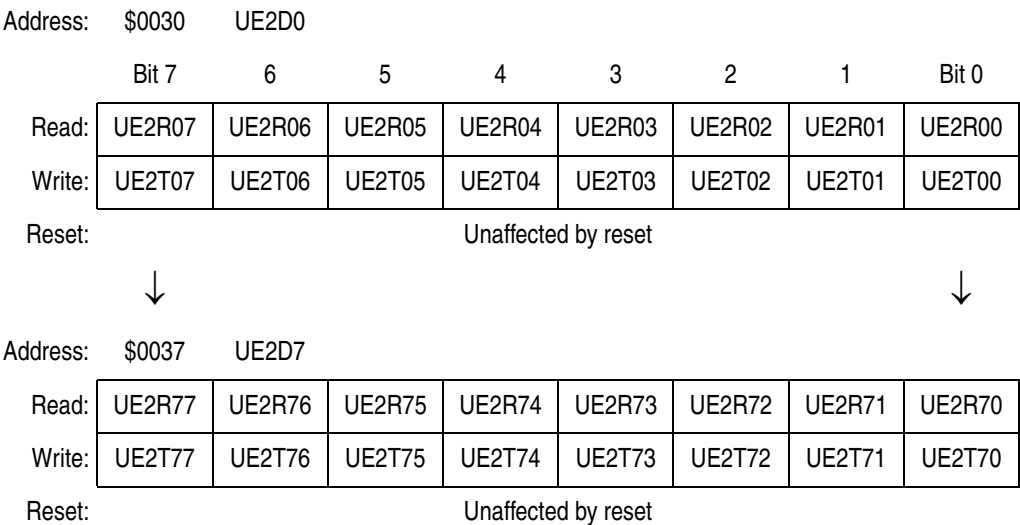 Address: $0030 UE2D0
Bit 7 6 5 4 3 2 1 Bit 0
Read: UE2R07 UE2R06 UE2R05 UE2R04 UE2R03 UE2R02 UE2R01 UE2R00
Write: UE2T07 UE2T06 UE2T05 UE2T04 UE2T03 UE2T02 UE2T01 UE2T00
Reset: Unaffected by reset
↓ ↓
Address: $0037 UE2D7
Read: UE2R77 UE2R76 UE2R75 UE2R74 UE2R73 UE2R72 UE2R71 UE2R70
Write: UE2T77 UE2T76 UE2T75 UE2T74 UE2T73 UE2T72 UE2T71 UE2T70
Reset: Unaffected by reset